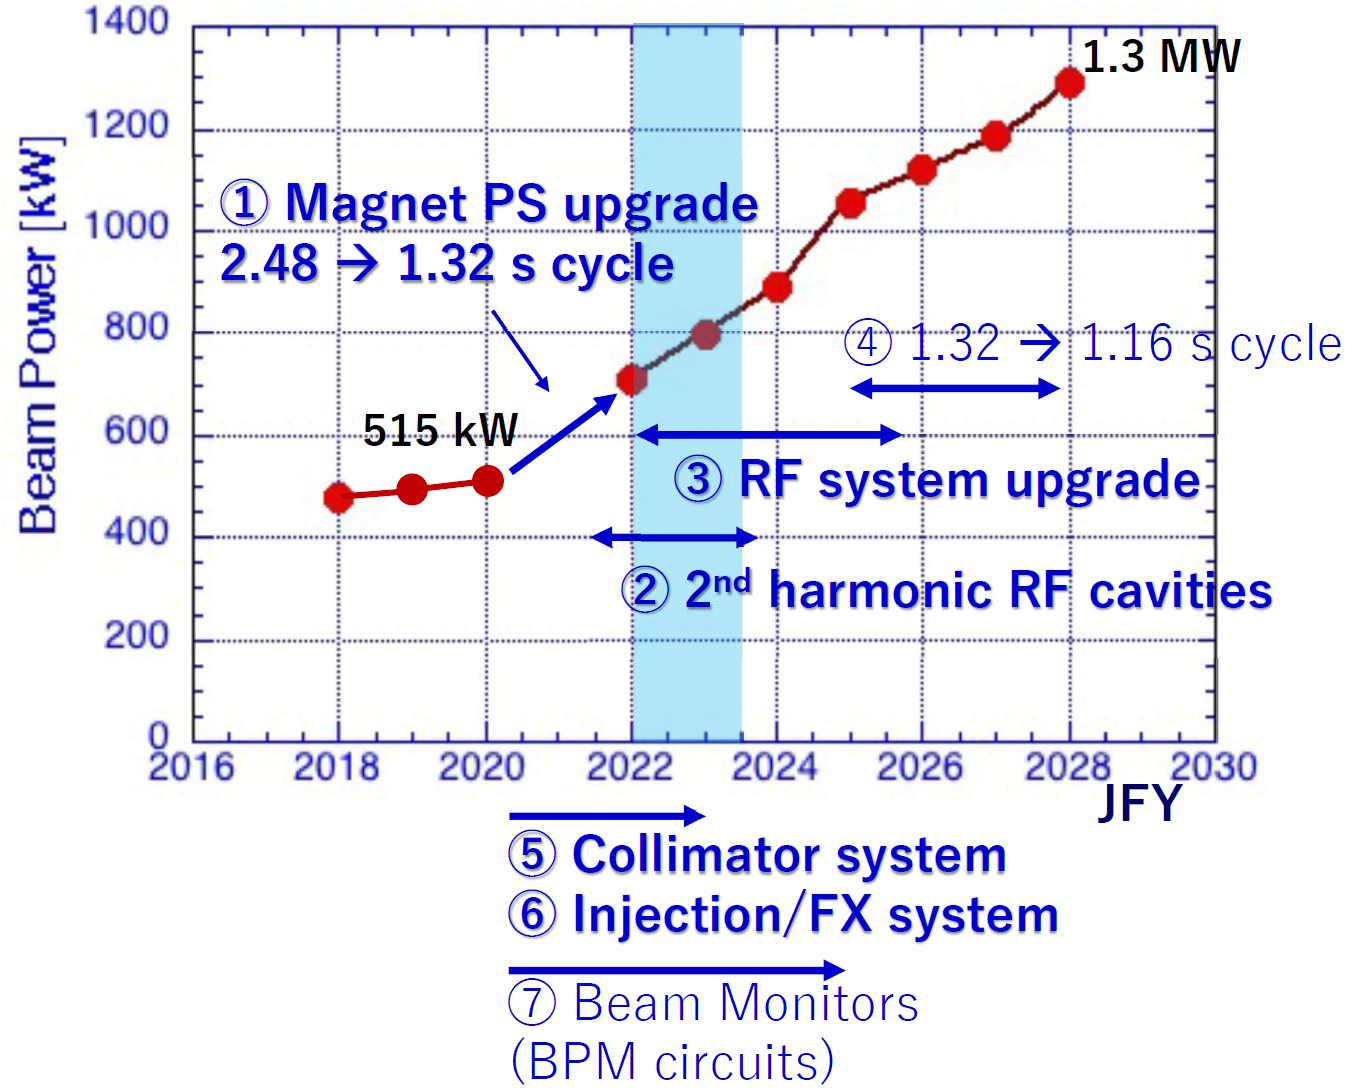 1400
1200
1000
800
600
400
200
0
Beam Power [kW]
1.3 MW
① Magnet PS upgrade
2.48 → 1.32 s cycle
④ 1.32 → 1.16 s cycle
515 kW
③ RF system upgrade
② 2nd harmonic RF cavities
2016 2018 2020 2022 2024 2026 2028 2030
JFY
⑤ Collimator system
⑥ Injection/FX system
⑦ Beam Monitors
(BPM circuits)